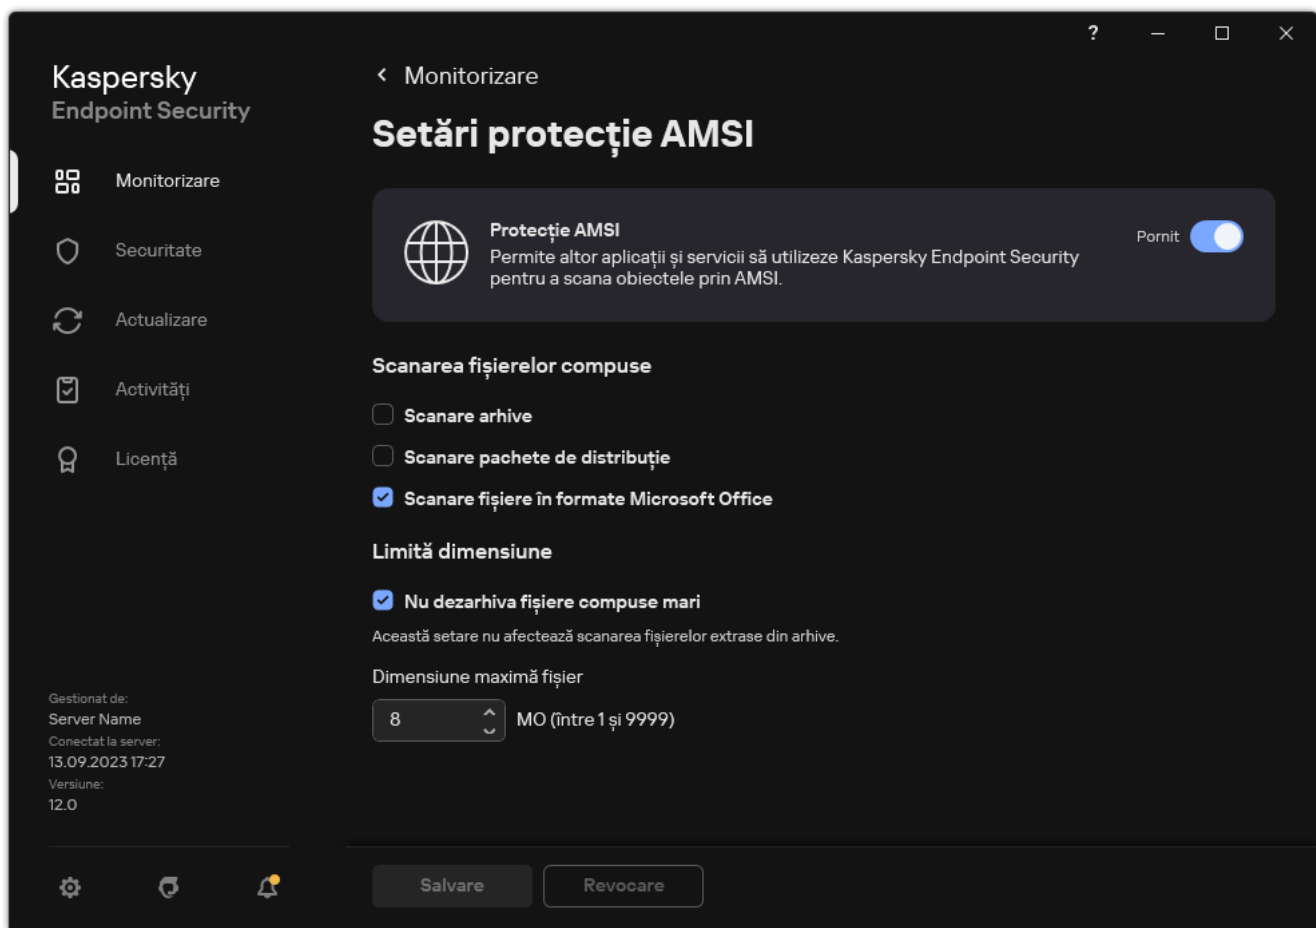 ?
Kaspersky
Endpoint Security
Monitorizare
Securitate
Actualizare
Activități
Licență
Gestionat de:
Server Name
Conectat la server:
13.09.2023 17:27
Versiune:
12.0
Monitorizare
Setări protecție AMSI
Protecție AMSI
Permite altor aplicații și servicii să utilizeze Kaspersky Endpoint Security
pentru a scana obiectele prin AMSI.
Pornit
Scanarea fișierelor compuse
Scanare arhive
Scanare pachete de distribuție
Scanare fișiere în formate Microsoft Office
Limită dimensiune
Nu dezarhiva fișiere compuse mari
Această setare nu afectează scanarea fișierelor extrase din arhive.
Dimensiune maximă fișier
8 MO (între 1 și 9999)
Salvare
Revocare